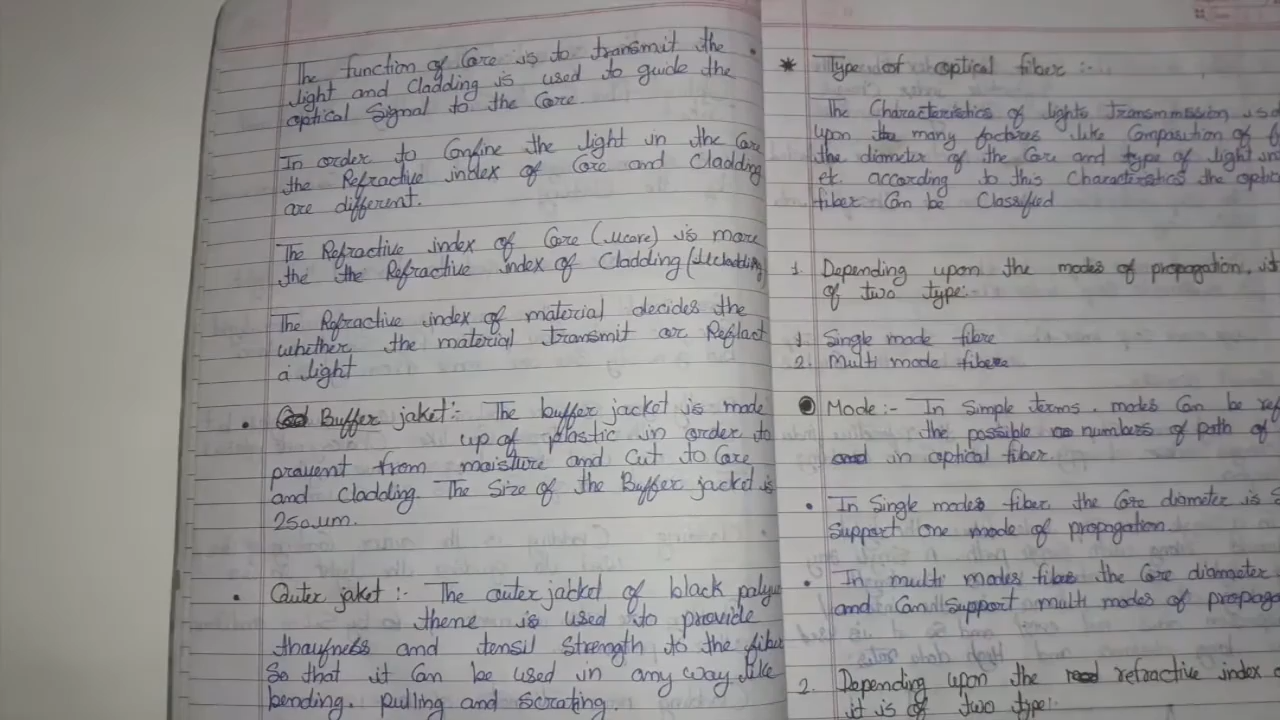 The function of Core is to transmit the
light and Cladding is used to guide the
optical Signal to the Core.
In order to Confine the light in the Core
the Refractive index of Core and Cladding
are different.
The Refractive index of Core (μcore) is more
the the Refractive index of Cladding (μcladding)
The Refractive index of material decides the
whether the material transmit or Reflact
a light
Buffer jaket:- The buffer jacket is made
up of plastic in order to
prauent from moisture and Cut to Core
and Cladding. The Size of the Buffer jacket is
250μm.
Outer jaket :- The outer jacket of black polyu
theme is used to provide
thaufness and tensil Strength to the fiber
So that it Can be used in any way like
bending, pulling and scrating.
* Type of optical fiber :-
The Characteristics of lights transmmission is
upon the many factores like Composition of
the diameter of the Core and type of light in
etc. according to this Characteristics the optic
fiber Can be Classified
1. Depending upon the modes of propagation, it
of two type:
1. Single mode fibre
2. Multi mode fibere
Mode :- In Simple terms, modes Can be ref
the possible numbers of path of
in optical fiber.
In Single modes fiber the Core diameter is
Support one mode of propagation.
In multi modes fiber the Core diammeter
and Can Support multi modes of propaga
2. Depending upon the refractive index
it is of two type: